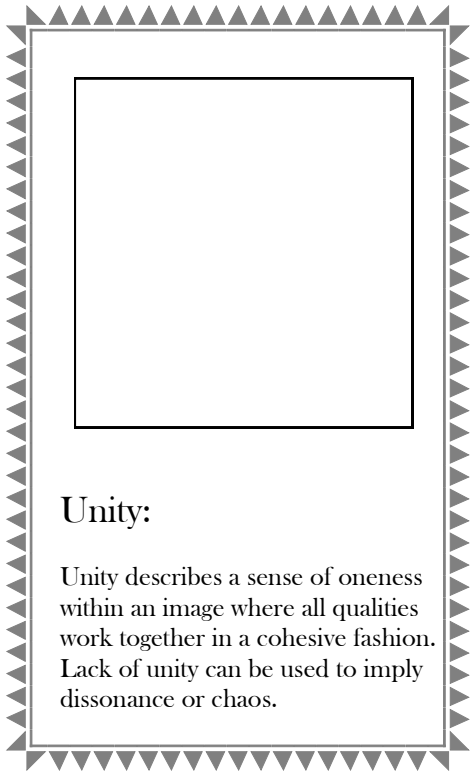 Unity:
Unity describes a sense of oneness
within an image where all qualities
work together in a cohesive fashion.
Lack of unity can be used to imply
dissonance or chaos.